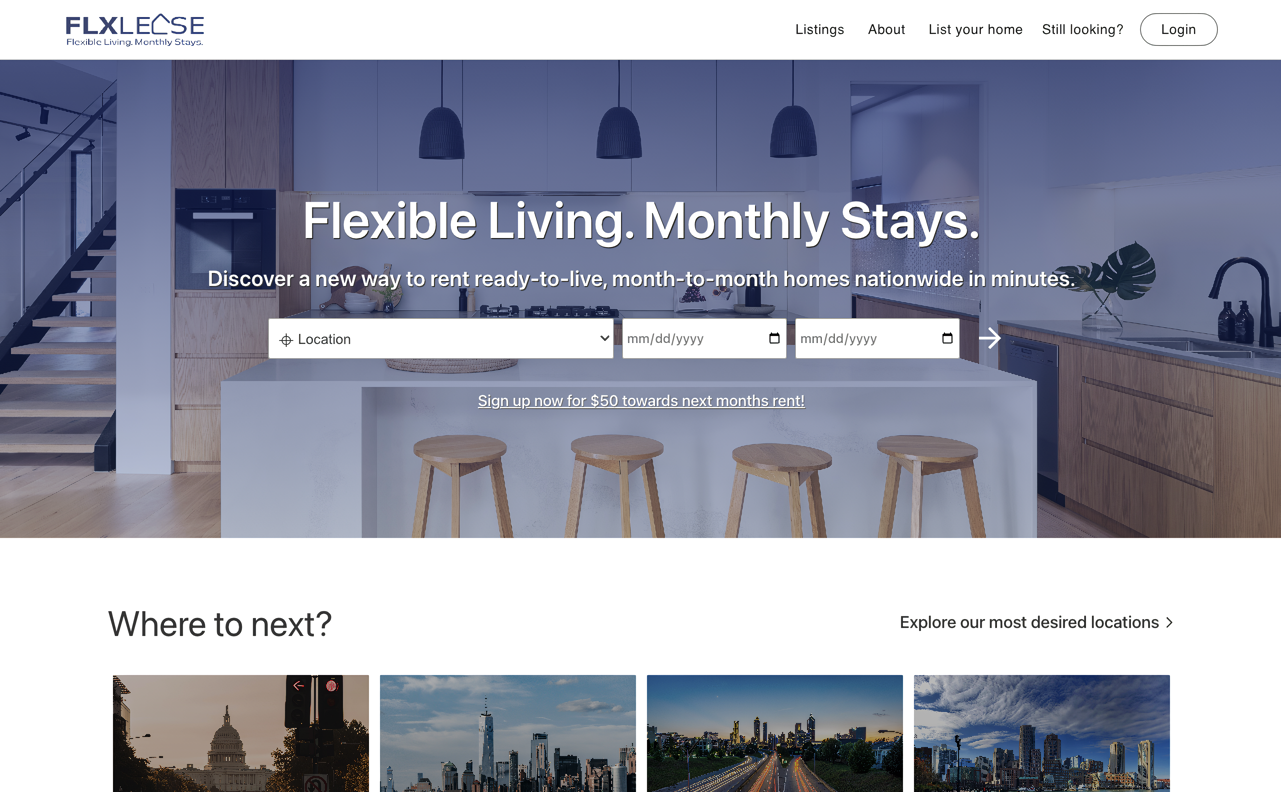 FLXLEASE
Flexible Living. Monthly Stays.
Listings
About
List your home
Still looking?
Login
Flexible Living. Monthly Stays.
Discover a new way to rent ready-to-live, month-to-month homes nationwide in minutes.
Location
mm/dd/yyyy
mm/dd/yyyy
Sign up now for $50 towards next months rent!
Where to next?
Explore our most desired locations